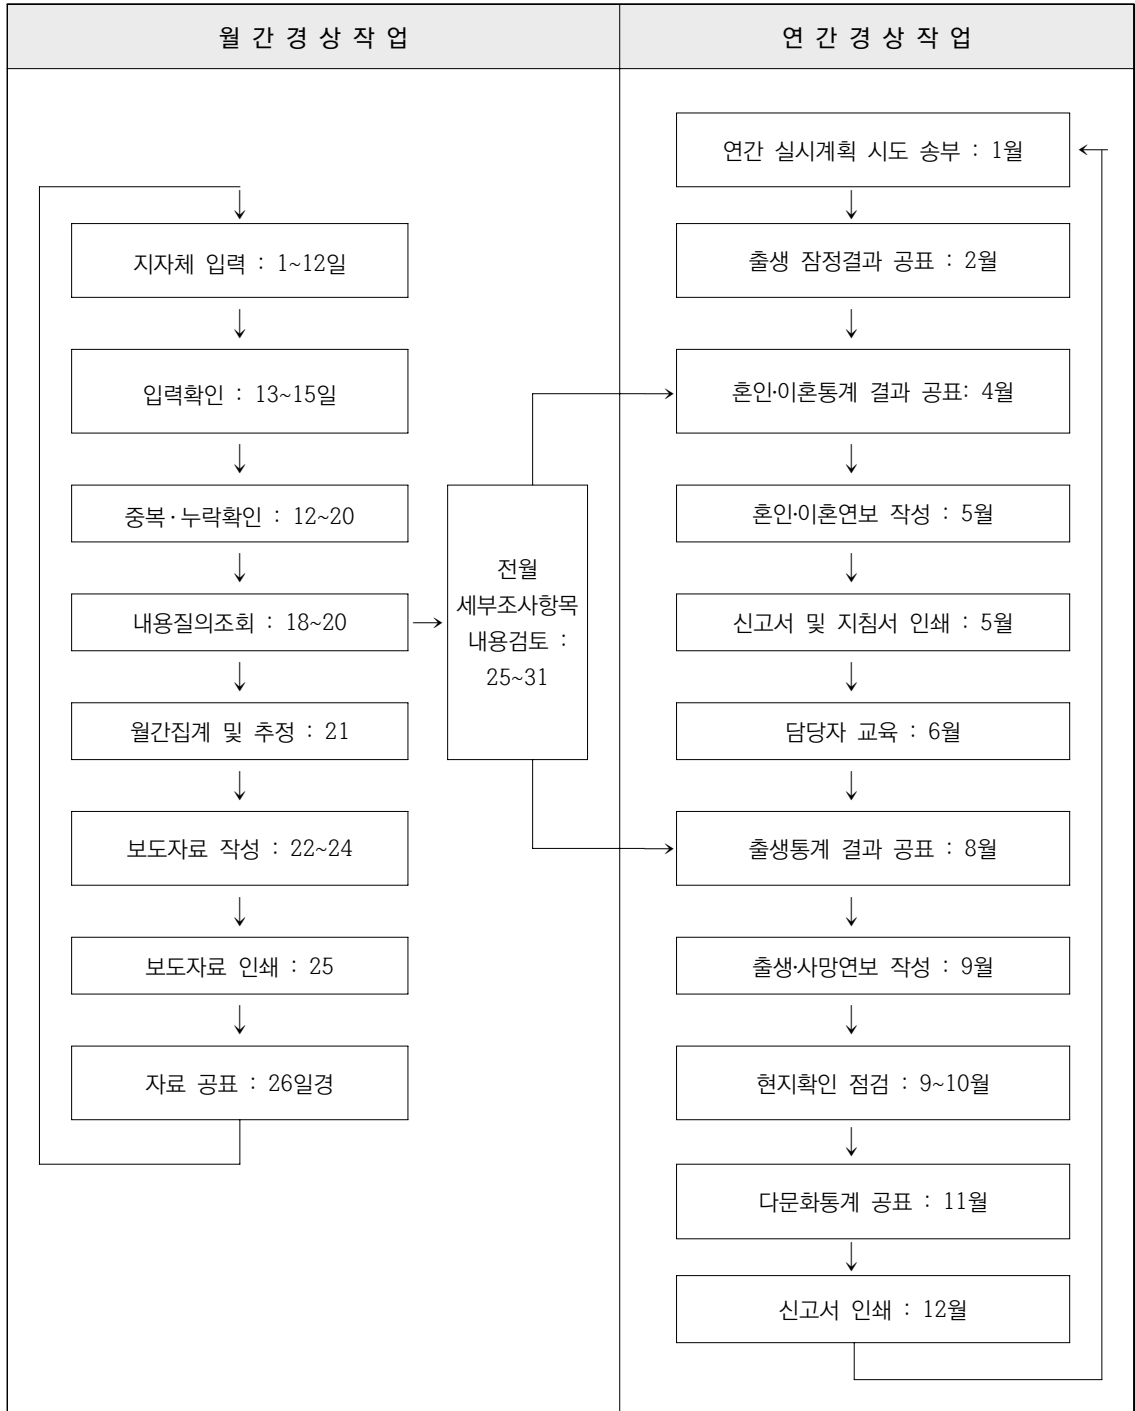 월 간 경 상 작 업
연 간 경 상 작 업
지자체 입력 : 1~12일
입력확인 : 13~15일
중복·누락확인 : 12~20
내용질의조회 : 18~20
월간집계 및 추정 : 21
보도자료 작성 : 22~24
보도자료 인쇄 : 25
자료 공표 : 26일경
전월
세부조사항목
내용검토 :
25~31
연간 실시계획 시도 송부 : 1월
출생 잠정결과 공표 : 2월
혼인·이혼통계 결과 공표: 4월
혼인·이혼연보 작성 : 5월
신고서 및 지침서 인쇄 : 5월
담당자 교육 : 6월
출생통계 결과 공표 : 8월
출생·사망연보 작성 : 9월
현지확인 점검 : 9~10월
다문화통계 공표 : 11월
신고서 인쇄 : 12월